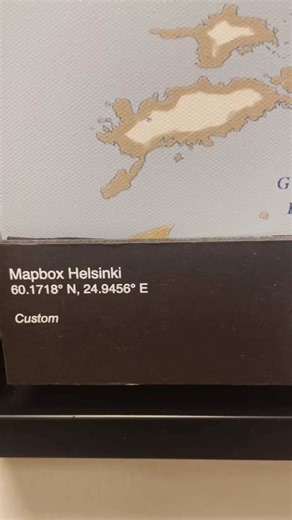 G
Mapbox Helsinki
60.1718° N, 24.9456° E
Custom